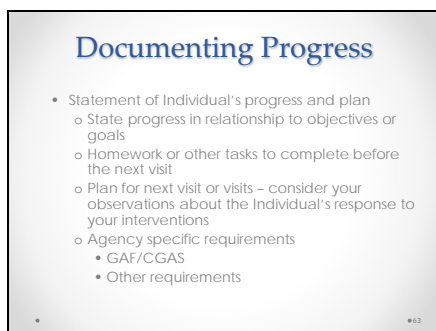 Documenting Progress
• Statement of Individual's progress and plan
o State progress in relationship to objectives or
goals
o Homework or other tasks to complete before
the next visit
o Plan for next visit or visits – consider your
observations about the Individual's response to
your interventions
o Agency specific requirements
• GAF/CGAS
• Other requirements
• •63